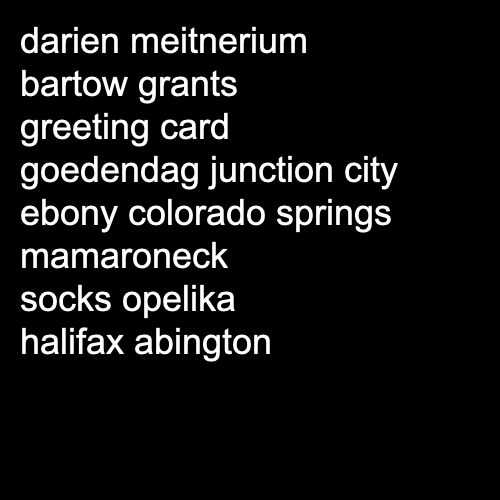 darien meitnerium
bartow grants
greeting card
goedendag junction city
ebony colorado springs
mamaroneck
socks opelika
halifax abington